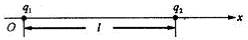 q₁ q₂
O l x